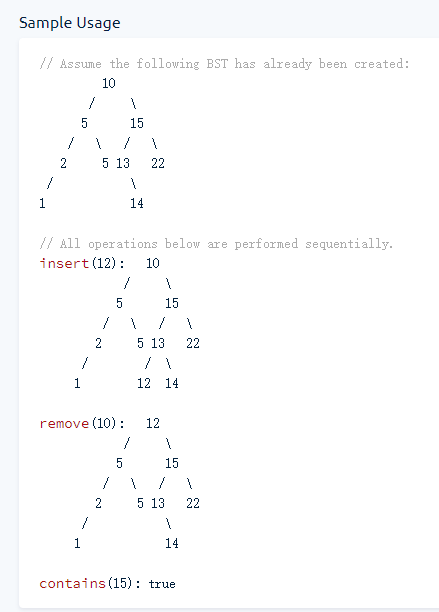 Sample Usage
// Assume the following BST has already been created:
         10
       /     \
      5      15
    /   \   /   \
   2     5 13   22
 /           \
1            14
// All operations below are performed sequentially.
insert(12):   10
            /     \
           5      15
         /   \   /   \
        2     5 13   22
      /        /  \
     1        12  14
remove(10):   12
            /     \
           5      15
         /   \   /   \
        2     5 13   22
      /           \
     1            14
contains(15): true